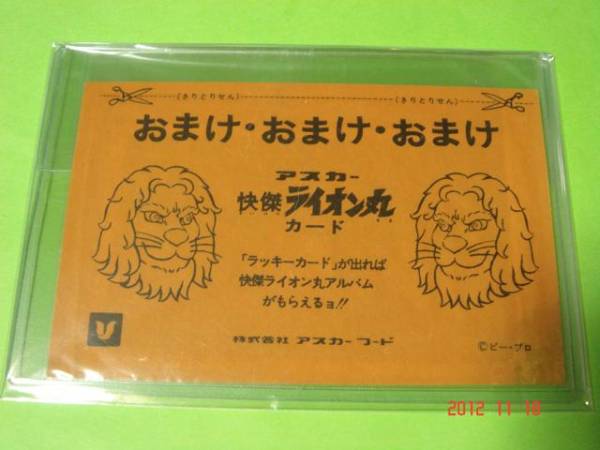 (きりとりせん) (きりとりせん)
おまけ・おまけ・おまけ
アスカー
快傑ライオン丸
カード
「ラッキーカード」が出れば
快傑ライオン丸アルバム
がもらえるョ!!
株式会社 アスカーフード
©ピー・プロ
2012 11 18